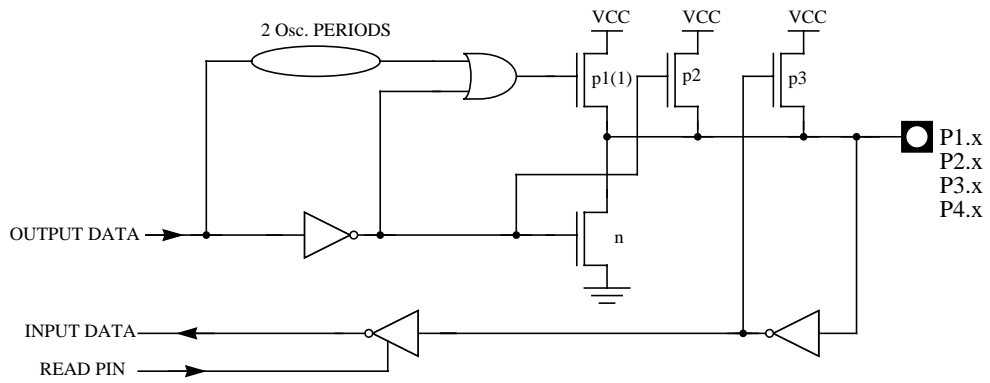 VCC VCC VCC
2 Osc. PERIODS
p1(1) p2 p3
P1.x
P2.x
P3.x
P4.x
OUTPUT DATA
n
INPUT DATA
READ PIN